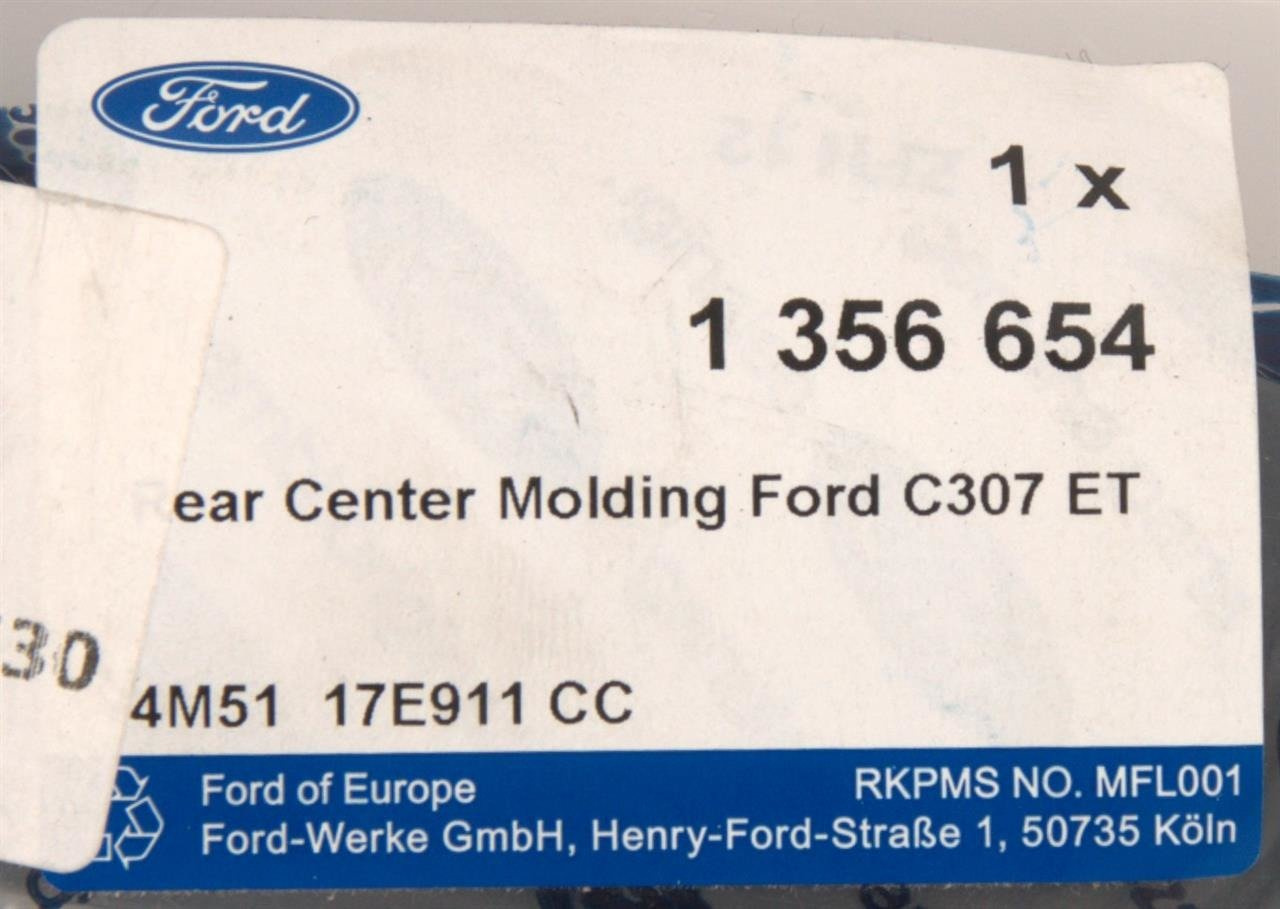 Ford
1 x
1 356 654
Rear Center Molding Ford C307 ET
30
4M51 17E911 CC
Ford of Europe
RKPMS NO. MFL001
Ford-Werke GmbH, Henry-Ford-Straße 1, 50735 Köln